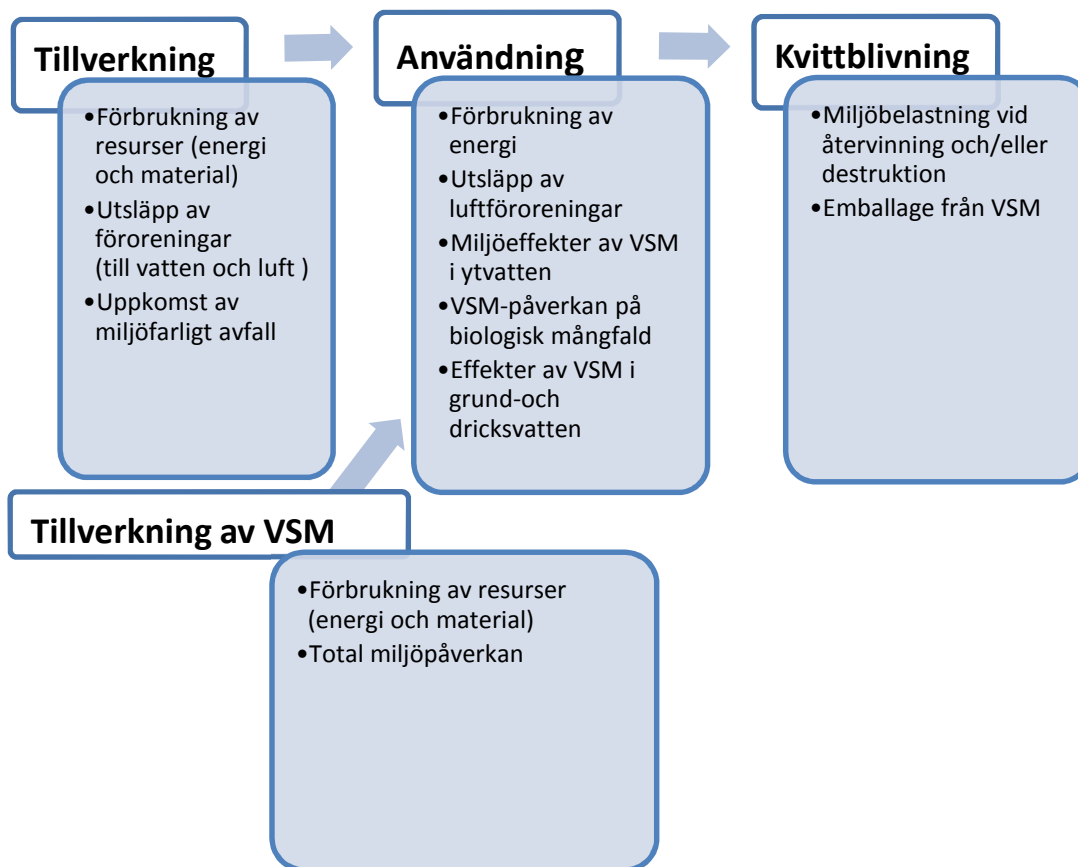 Tillverkning
•Förbrukning av
resurser (energi
och material)
•Utsläpp av
föroreningar
(till vatten och luft )
•Uppkomst av
miljöfarligt avfall
Användning
•Förbrukning av
energi
•Utsläpp av
luftföroreningar
•Miljöeffekter av VSM
i ytvatten
•VSM-påverkan på
biologisk mångfald
•Effekter av VSM i
grund-och
dricksvatten
Kvittblivning
•Miljöbelastning vid
återvinning och/eller
destruktion
•Emballage från VSM
Tillverkning av VSM
•Förbrukning av resurser
(energi och material)
•Total miljöpåverkan